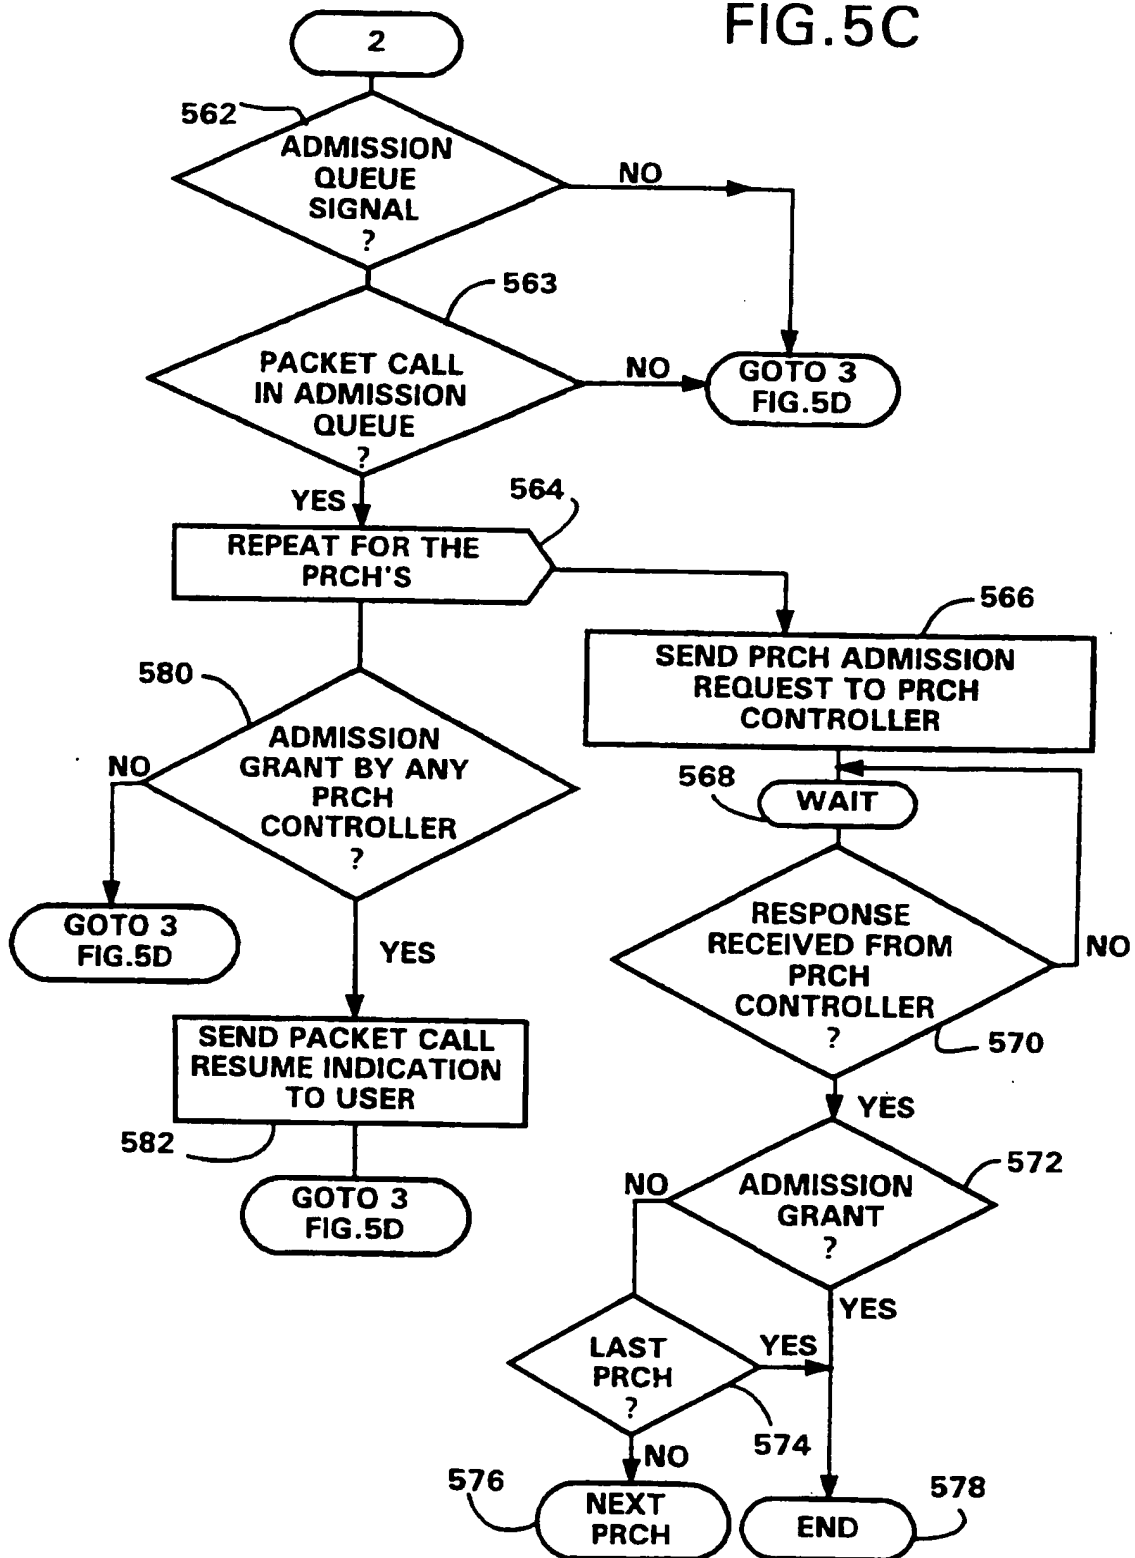 FIG.5C
2
562
ADMISSION
QUEUE
SIGNAL
?
NO
563
PACKET CALL
IN ADMISSION
QUEUE
?
NO
GOTO 3
FIG.5D
YES
564
REPEAT FOR THE
PRCH'S
566
SEND PRCH ADMISSION
REQUEST TO PRCH
CONTROLLER
580
ADMISSION
GRANT BY ANY
PRCH
CONTROLLER
?
NO
GOTO 3
FIG.5D
YES
568
WAIT
RESPONSE
RECEIVED FROM
PRCH
CONTROLLER
?
NO
570
SEND PACKET CALL
RESUME INDICATION
TO USER
582
GOTO 3
FIG.5D
YES
572
ADMISSION
GRANT
?
NO
YES
LAST
PRCH
?
YES
574
NO
576
NEXT
PRCH
END
578